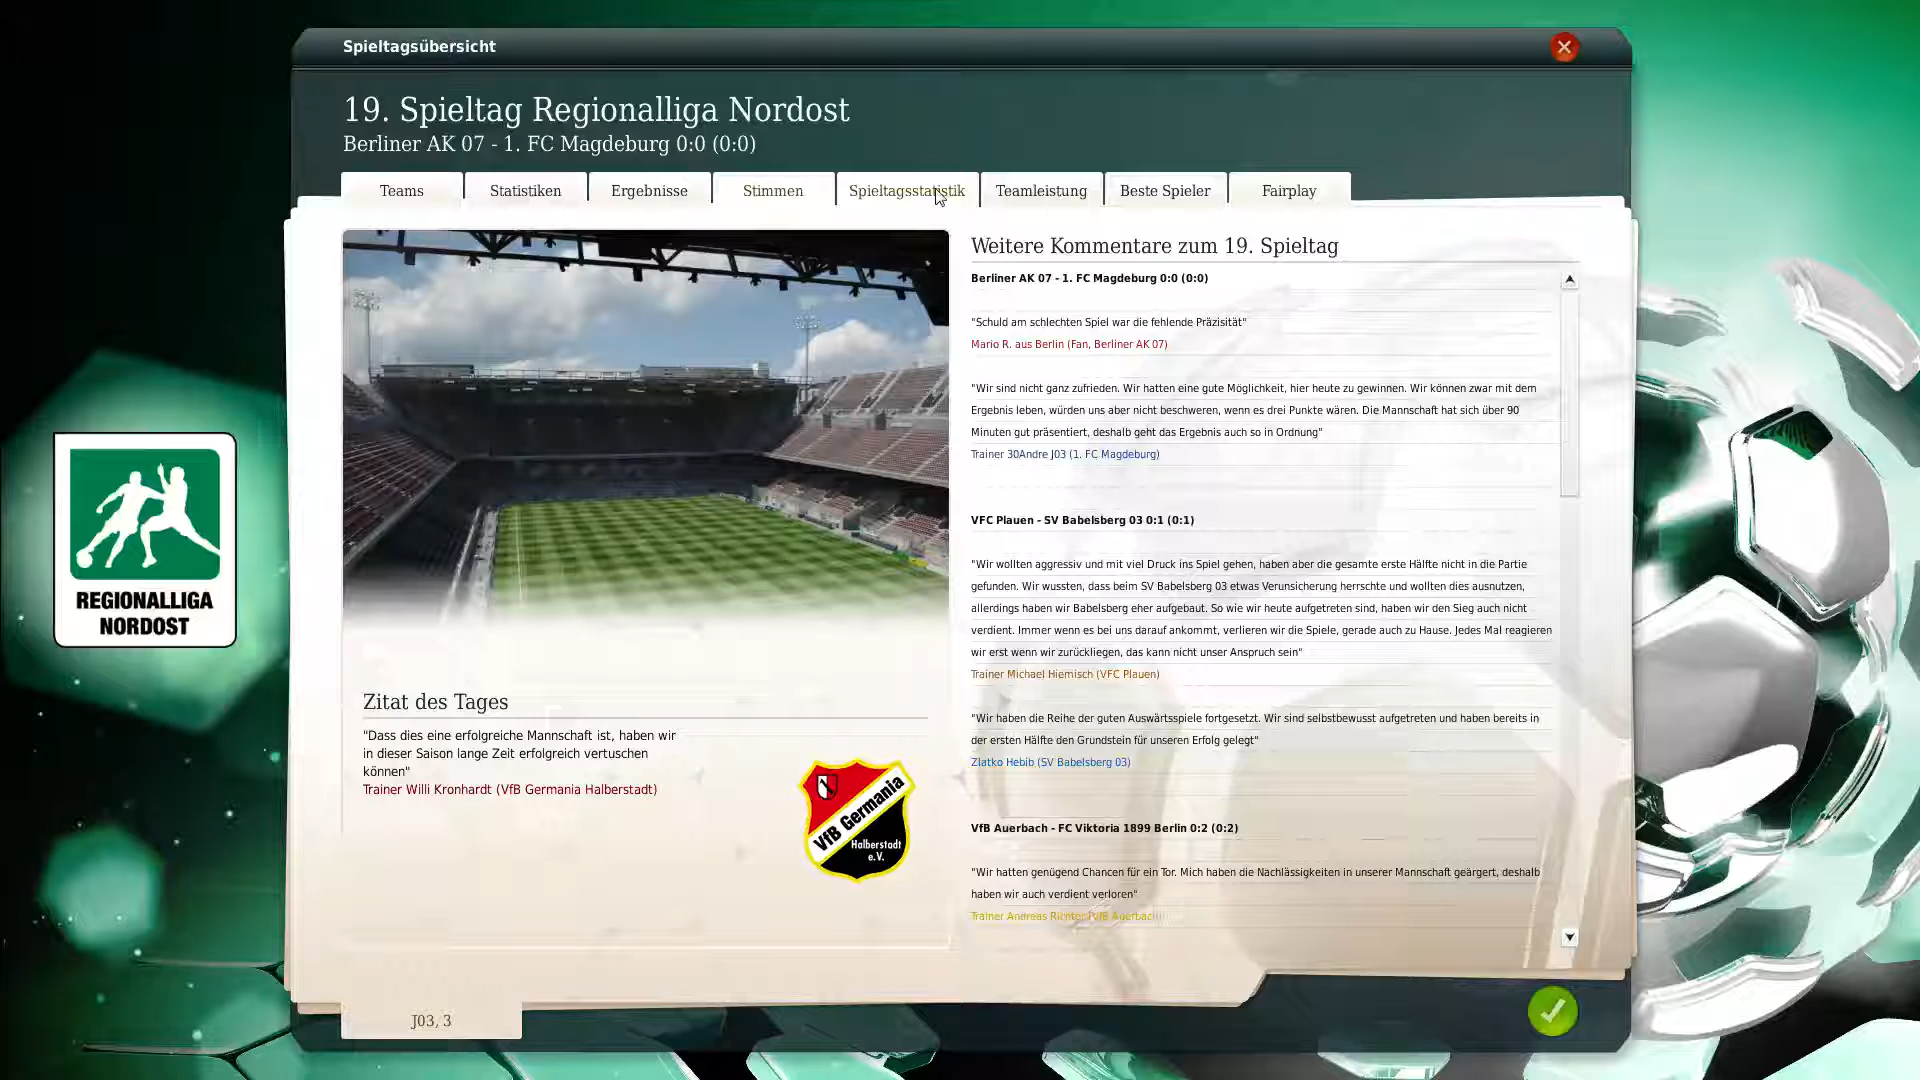 Spieltagsübersicht
19. Spieltag Regionalliga Nordost
Berliner AK 07 - 1. FC Magdeburg 0:0 (0:0)
Teams
Statistiken
Ergebnisse
Stimmen
Spieltagsstatistik
Teamleistung
Beste Spieler
Fairplay
REGIONALLIGA
NORDOST
Zitat des Tages
"Dass dies eine erfolgreiche Mannschaft ist, haben wir
in dieser Saison lange Zeit erfolgreich vertuschen
können"
Trainer Willi Kronhardt (VfB Germania Halberstadt)
VfB Germania
Halberstadt
e.V.
Weitere Kommentare zum 19. Spieltag
Berliner AK 07 - 1. FC Magdeburg 0:0 (0:0)
"Schuld am schlechten Spiel war die fehlende Präzisität"
Mario R. aus Berlin (Fan, Berliner AK 07)
"Wir sind nicht ganz zufrieden. Wir hatten eine gute Möglichkeit, hier heute zu gewinnen. Wir können zwar mit dem
Ergebnis leben, würden uns aber nicht beschweren, wenn es drei Punkte wären. Die Mannschaft hat sich über 90
Minuten gut präsentiert, deshalb geht das Ergebnis auch so in Ordnung"
Trainer 30Andre J03 (1. FC Magdeburg)
VFC Plauen - SV Babelsberg 03 0:1 (0:1)
"Wir wollten aggressiv und mit viel Druck ins Spiel gehen, haben aber die gesamte erste Hälfte nicht in die Partie
gefunden. Wir wussten, dass beim SV Babelsberg 03 etwas Verunsicherung herrschte und wollten dies ausnutzen,
allerdings haben wir Babelsberg eher aufgebaut. So wie wir heute aufgetreten sind, haben wir den Sieg auch nicht
verdient. Immer wenn es bei uns darauf ankommt, verlieren wir die Spiele, gerade auch zu Hause. Jedes Mal reagieren
wir erst wenn wir zurückliegen, das kann nicht unser Anspruch sein"
Trainer Michael Hiemisch (VFC Plauen)
"Wir haben die Reihe der guten Auswärtsspiele fortgesetzt. Wir sind selbstbewusst aufgetreten und haben bereits in
der ersten Hälfte den Grundstein für unseren Erfolg gelegt"
Zlatko Hebib (SV Babelsberg 03)
VfB Auerbach - FC Viktoria 1899 Berlin 0:2 (0:2)
"Wir hatten genügend Chancen für ein Tor. Mich haben die Nachlässigkeiten in unserer Mannschaft geärgert, deshalb
haben wir auch verdient verloren"
Trainer Andreas Richter (VfB Auerbach)
J03, 3